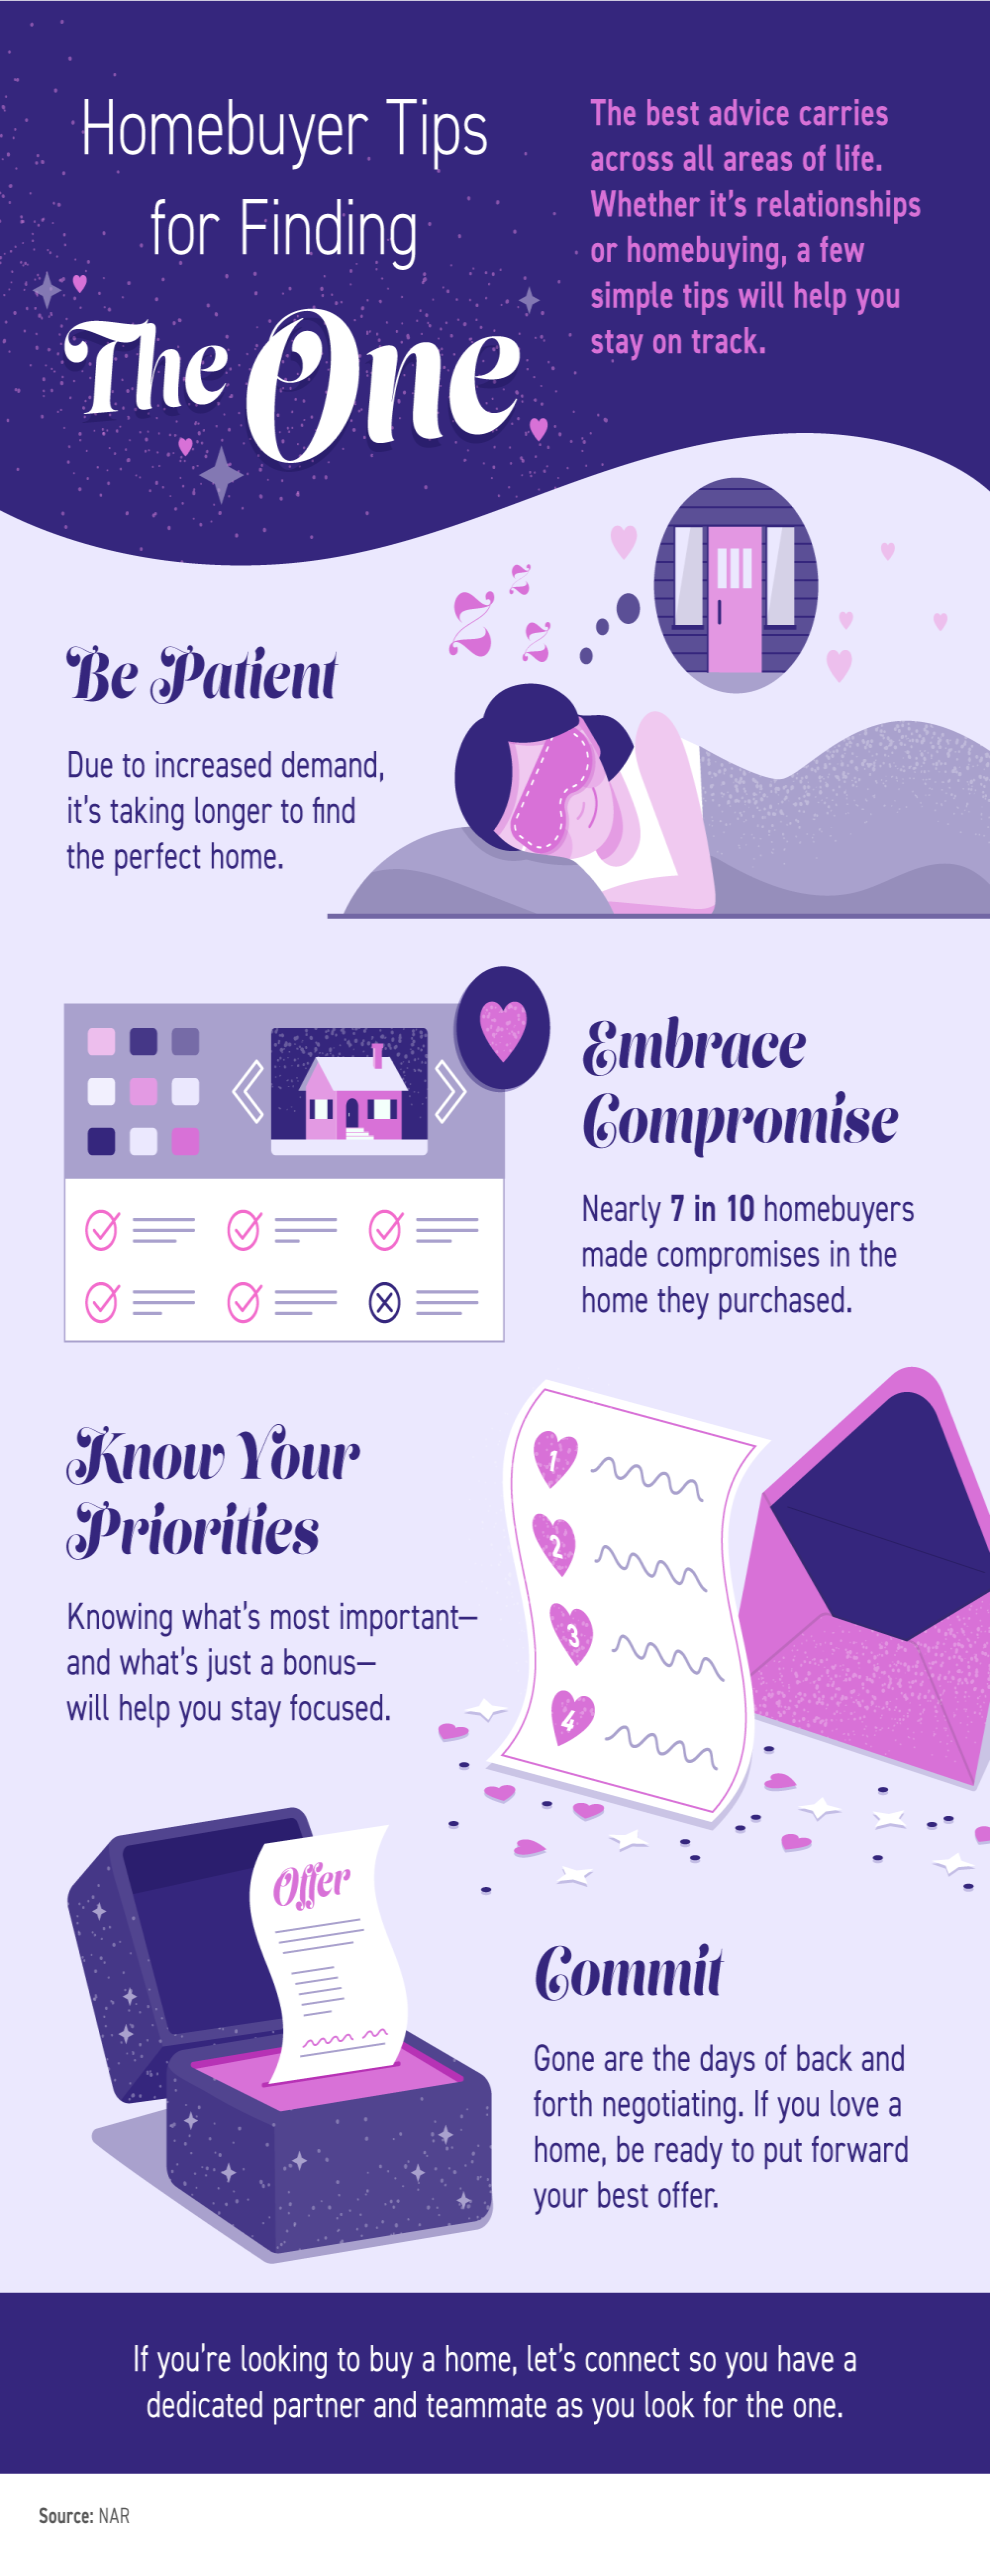 Homebuyer Tips
for Finding
The One
The best advice carries
across all areas of life.
Whether it's relationships
or homebuying, a few
simple tips will help you
stay on track.
z
z
z
Be Patient
Due to increased demand,
it's taking longer to find
the perfect home.
Embrace
Compromise
Nearly 7 in 10 homebuyers
made compromises in the
home they purchased.
Know Your
Priorities
Knowing what's most important—
and what's just a bonus—
will help you stay focused.
1
2
3
4
Offer
Commit
Gone are the days of back and
forth negotiating. If you love a
home, be ready to put forward
your best offer.
If you're looking to buy a home, let's connect so you have a
dedicated partner and teammate as you look for the one.
Source: NAR